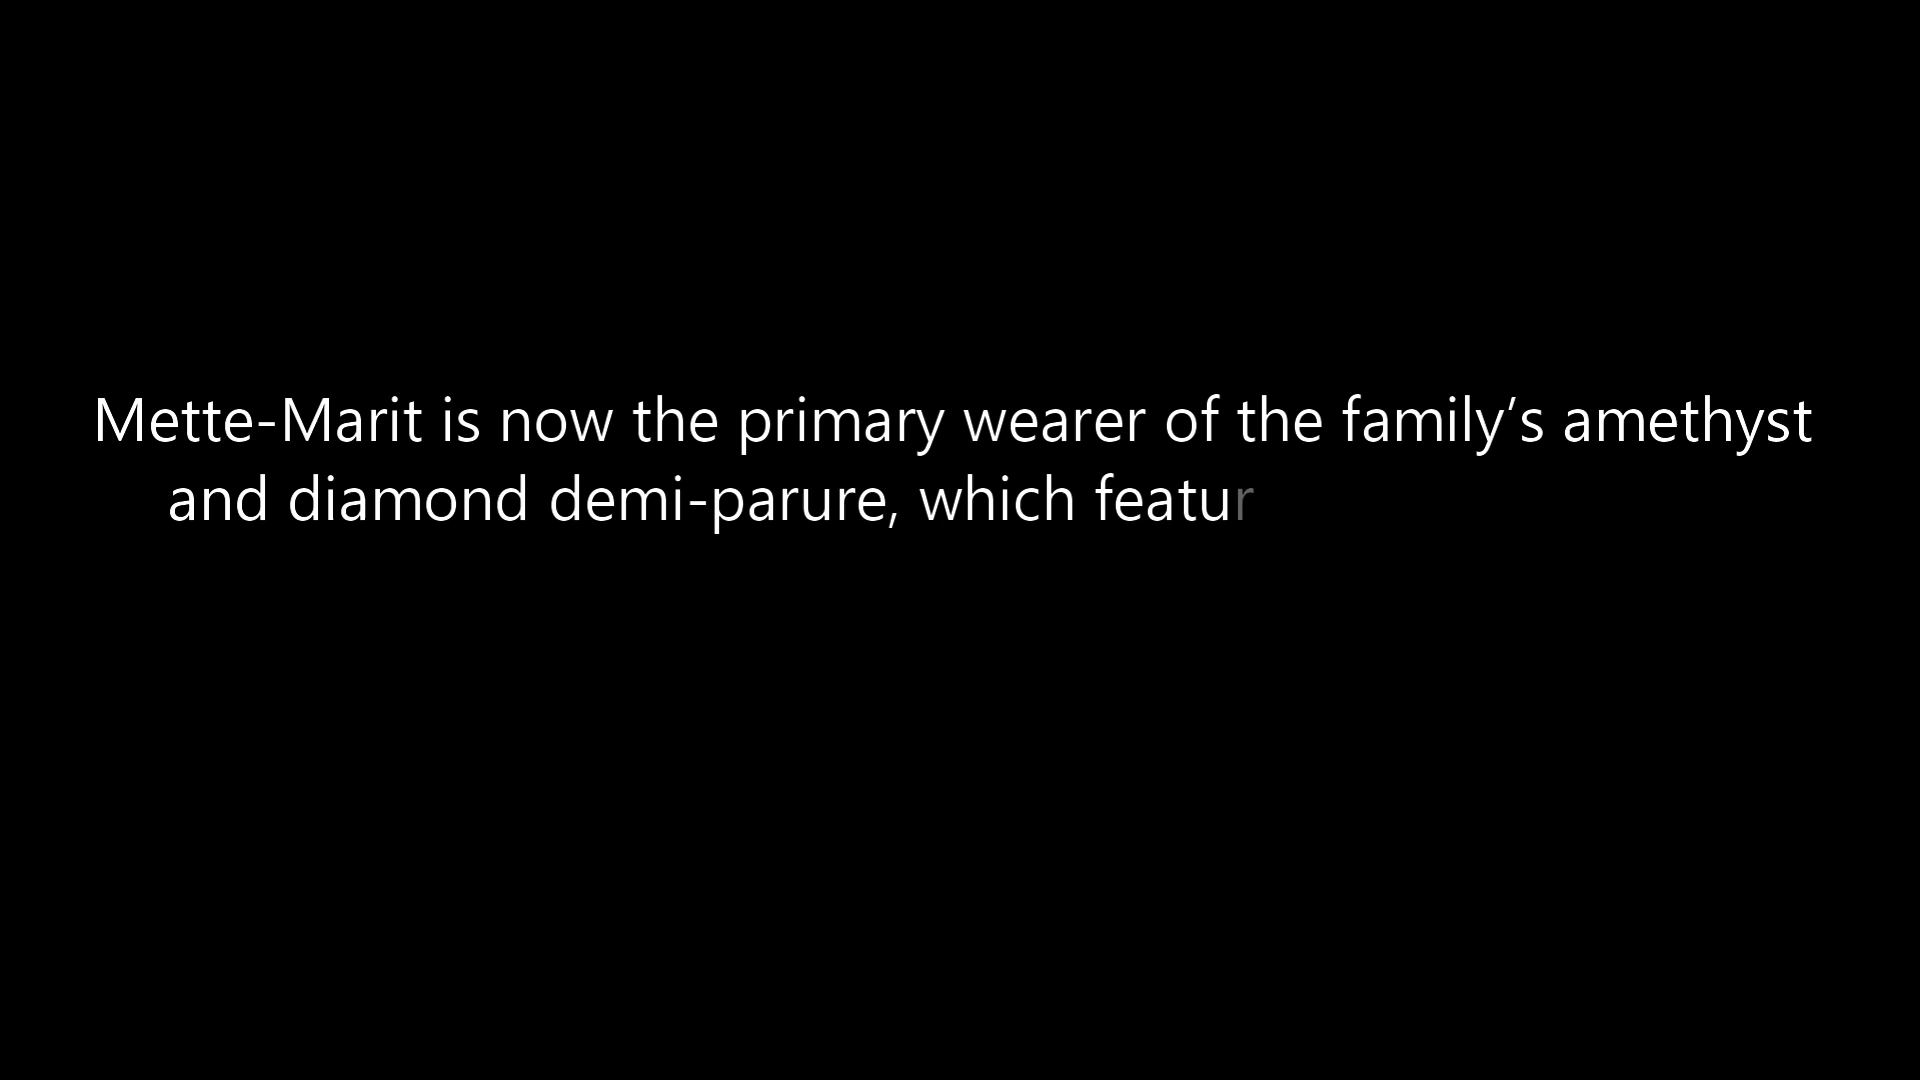 Mette-Marit is now the primary wearer of the family’s amethyst
and diamond demi-parure, which featur